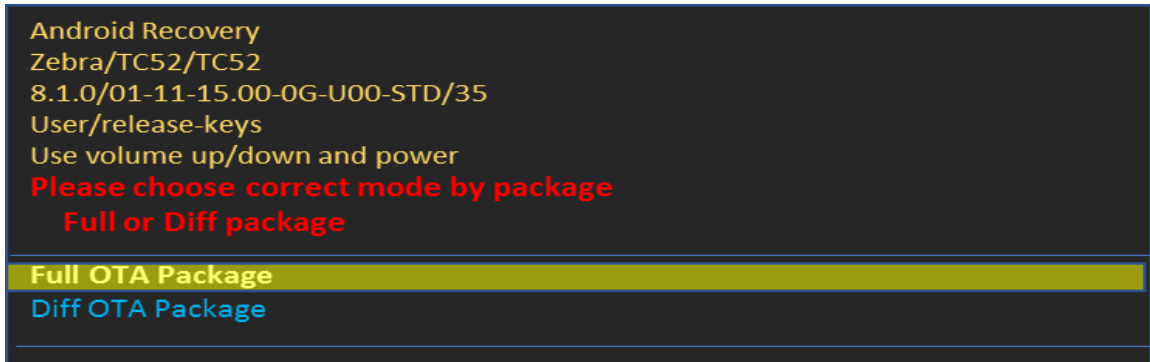 Android Recovery
Zebra/TC52/TC52
8.1.0/01-11-15.00-0G-U00-STD/35
User/release-keys
Use volume up/down and power
Please choose correct mode by package
Full or Diff package
Full OTA Package
Diff OTA Package